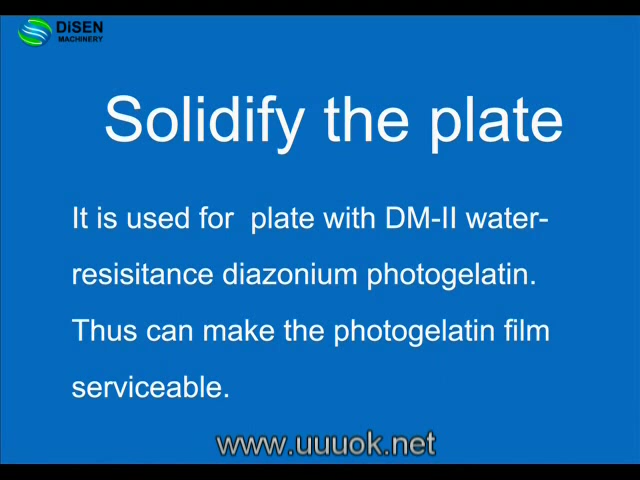 DiSEN
MACHINERY
Solidify the plate
It is used for  plate with DM-II water-
resisitance diazonium photogelatin.
Thus can make the photogelatin film
serviceable.
www.uuuok.net